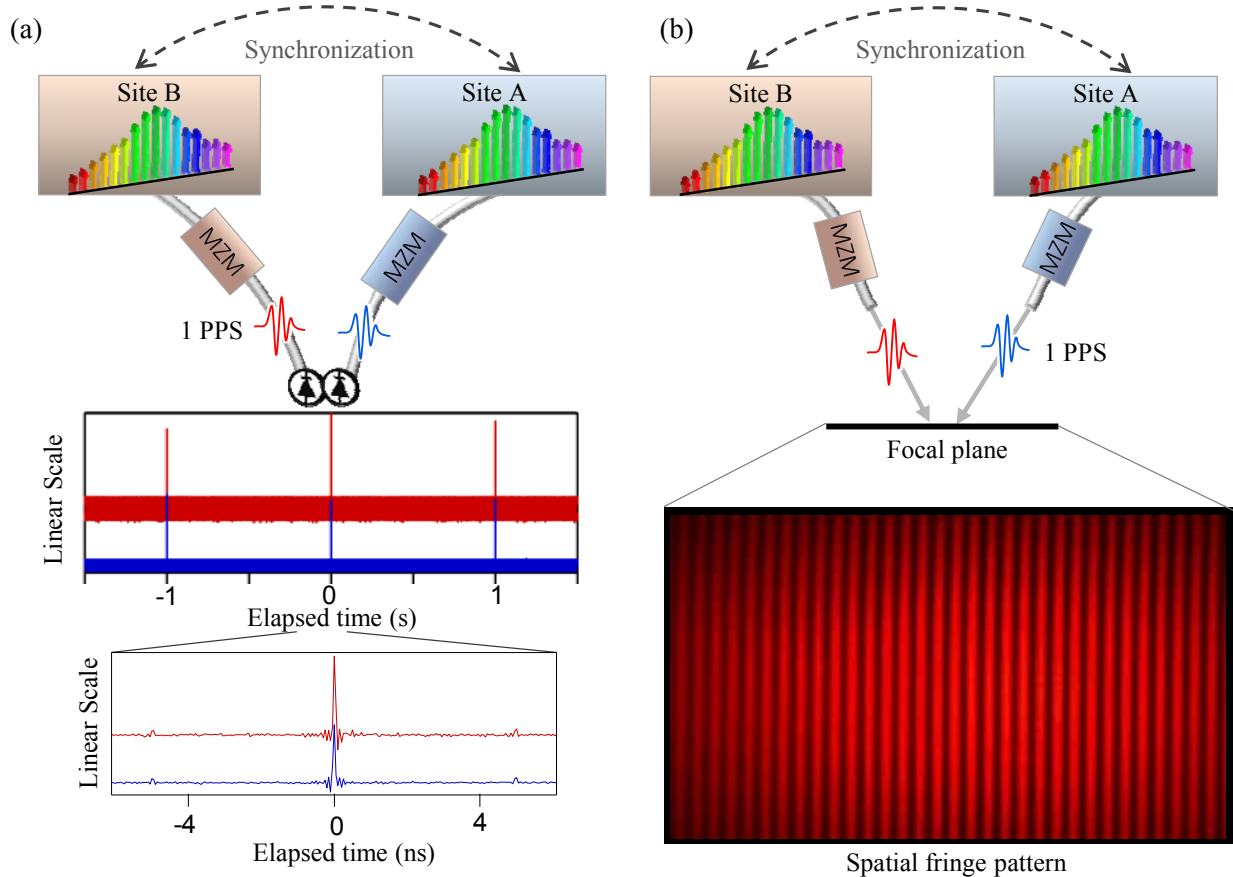 (a)
Synchronization
Site B
Site A
MZM
MZM
1 PPS
Linear Scale
-1
0
1
Elapsed time (s)
Linear Scale
-4
0
4
Elapsed time (ns)
(b)
Synchronization
Site B
Site A
MZM
MZM
1 PPS
Focal plane
Spatial fringe pattern